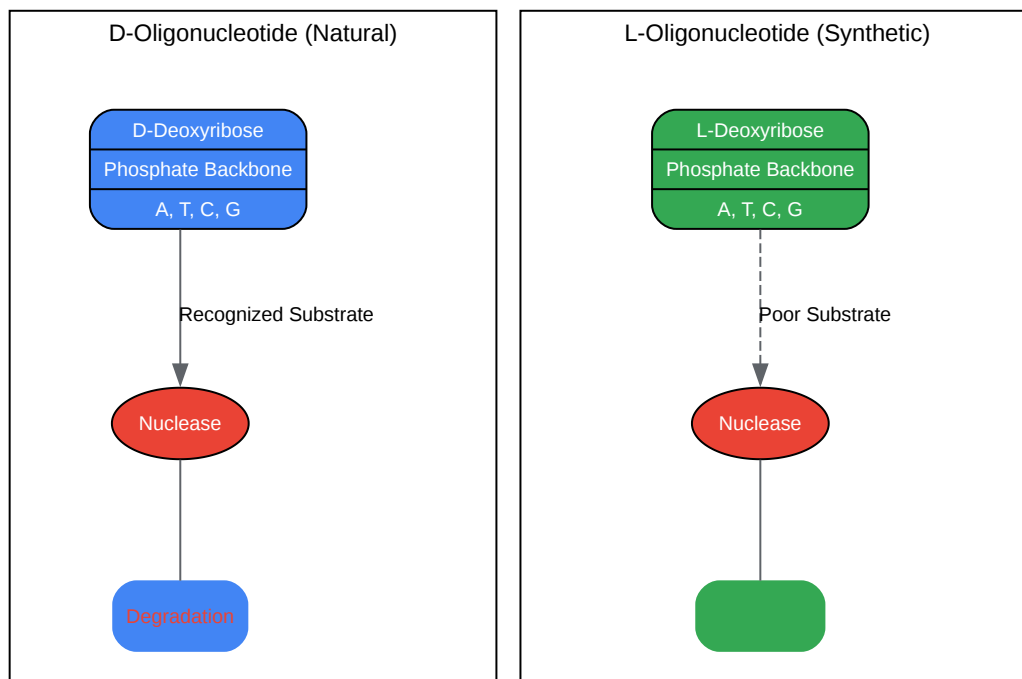 D-Oligonucleotide (Natural)
D-Deoxyribose
Phosphate Backbone
A, T, C, G
Recognized Substrate
Nuclease
Degradation
L-Oligonucleotide (Synthetic)
L-Deoxyribose
Phosphate Backbone
A, T, C, G
Poor Substrate
Nuclease